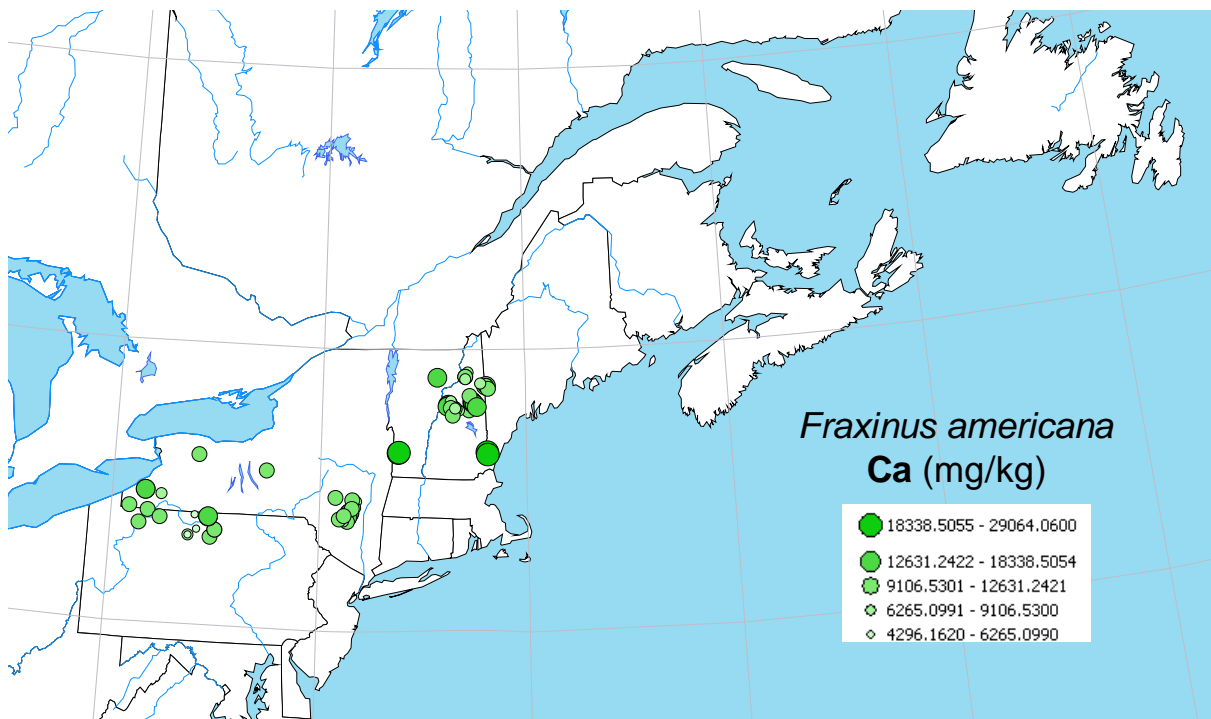 Fraxinus americana
Ca (mg/kg)
18338.5055 - 29064.0600
12631.2422 - 18338.5054
9106.5301 - 12631.2421
6265.0991 - 9106.5300
4296.1620 - 6265.0990